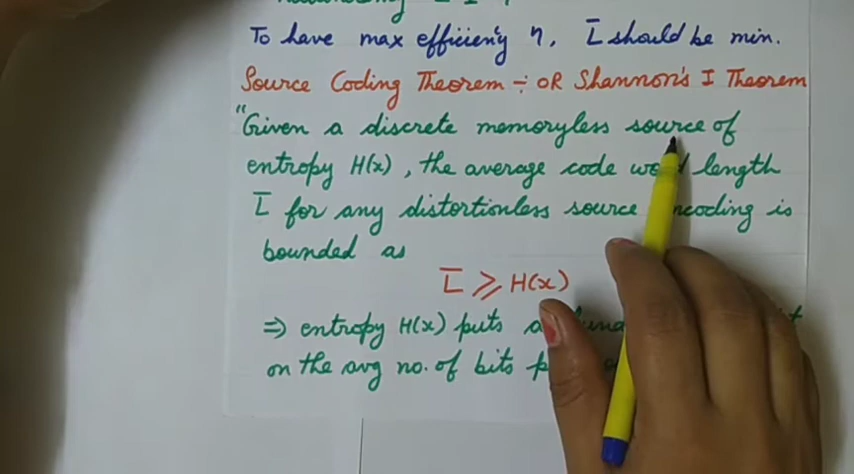 To have max efficiency η, L̄ should be min.
Source Coding Theorem ÷ OR Shannon's I Theorem
"Given a discrete memoryless source of
entropy H(x), the average code word length
L̄ for any distortionless source encoding is
bounded as
L̄ ⩾ H(x)
⇒ entropy H(x) puts a
on the avg no. of bits